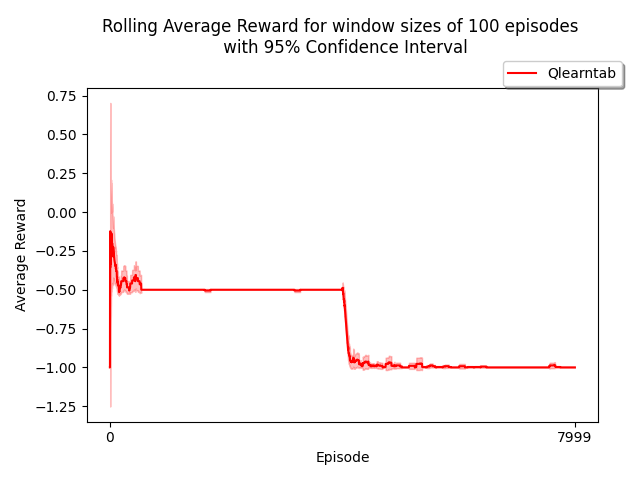 Rolling Average Reward for window sizes of 100 episodes
with 95% Confidence Interval
Qlearntab
0.75
0.50
0.25
0.00
−0.25
−0.50
−0.75
−1.00
−1.25
Average Reward
0 7999
Episode